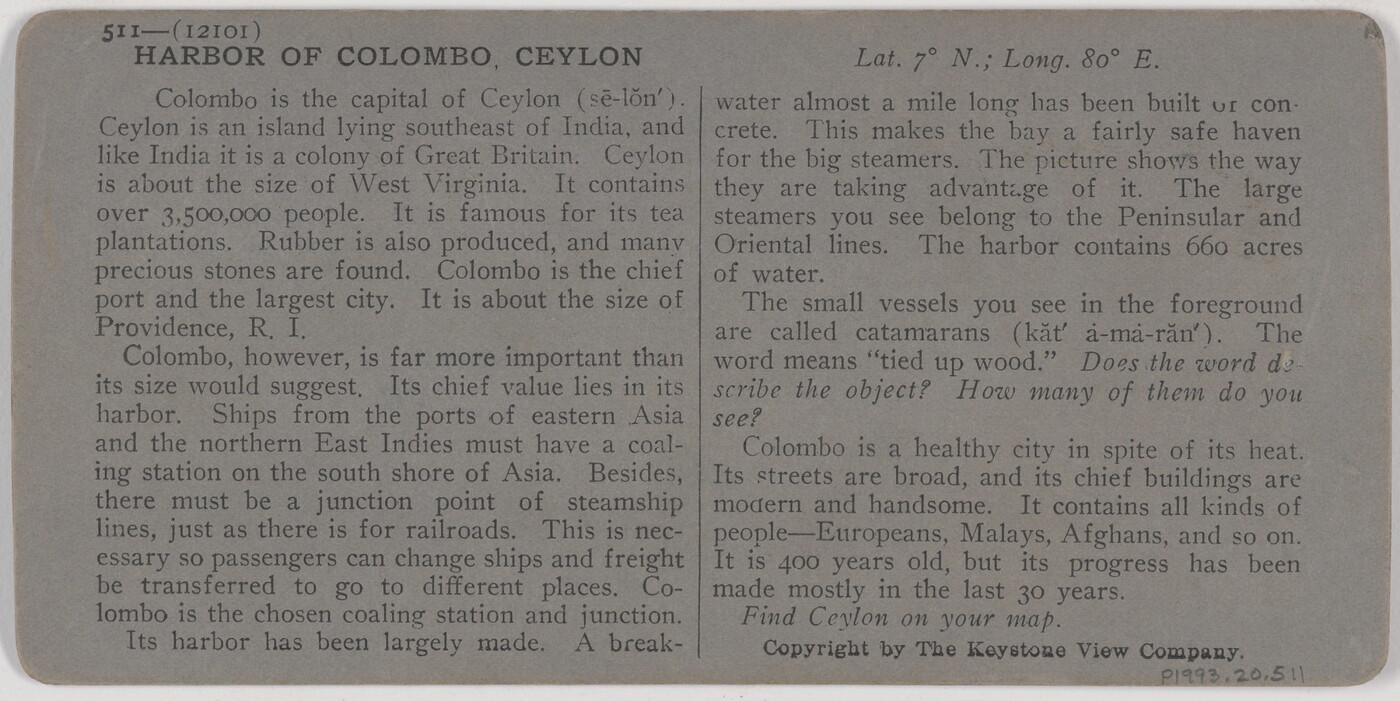 511—(12101)
HARBOR OF COLOMBO, CEYLON
Lat. 7° N.; Long. 80° E.
Colombo is the capital of Ceylon (sē-lŏn′).
Ceylon is an island lying southeast of India, and
like India it is a colony of Great Britain. Ceylon
is about the size of West Virginia. It contains
over 3,500,000 people. It is famous for its tea
plantations. Rubber is also produced, and many
precious stones are found. Colombo is the chief
port and the largest city. It is about the size of
Providence, R. I.
Colombo, however, is far more important than
its size would suggest. Its chief value lies in its
harbor. Ships from the ports of eastern Asia
and the northern East Indies must have a coal-
ing station on the south shore of Asia. Besides,
there must be a junction point of steamship
lines, just as there is for railroads. This is nec-
essary so passengers can change ships and freight
be transferred to go to different places. Co-
lombo is the chosen coaling station and junction.
Its harbor has been largely made. A break-
water almost a mile long has been built of con-
crete. This makes the bay a fairly safe haven
for the big steamers. The picture shows the way
they are taking advantage of it. The large
steamers you see belong to the Peninsular and
Oriental lines. The harbor contains 660 acres
of water.
The small vessels you see in the foreground
are called catamarans (kăt′ ȧ-mȧ-răn′). The
word means "tied up wood." Does the word de-
scribe the object? How many of them do you
see?
Colombo is a healthy city in spite of its heat.
Its streets are broad, and its chief buildings are
modern and handsome. It contains all kinds of
people—Europeans, Malays, Afghans, and so on.
It is 400 years old, but its progress has been
made mostly in the last 30 years.
Find Ceylon on your map.
Copyright by The Keystone View Company.
P1993.20.511